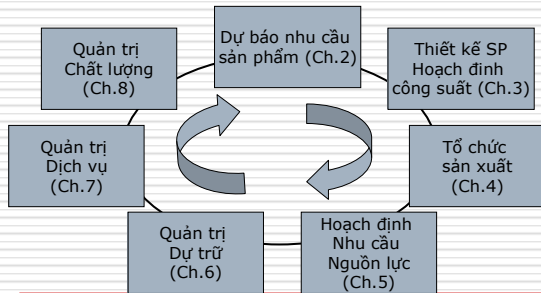 Dự báo nhu cầu
sản phẩm (Ch.2)
Thiết kế SP
Hoạch đinh
công suất (Ch.3)
Tổ chức
sản xuất
(Ch.4)
Hoạch định
Nhu cầu
Nguồn lực
(Ch.5)
Quản trị
Dự trữ
(Ch.6)
Quản trị
Dịch vụ
(Ch.7)
Quản trị
Chất lượng
(Ch.8)